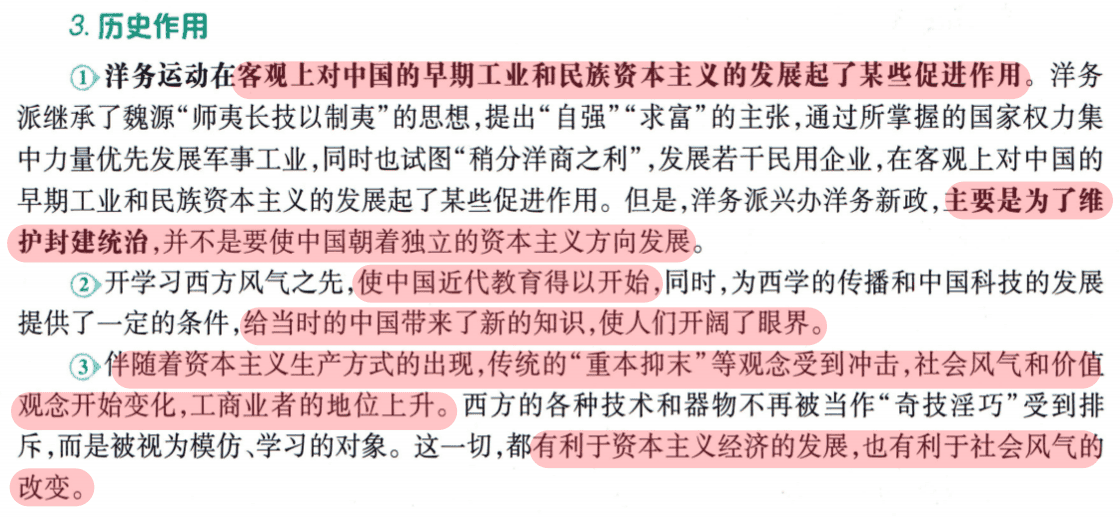 3. 历史作用
①洋务运动在客观上对中国的早期工业和民族资本主义的发展起了某些促进作用。洋务
派继承了魏源“师夷长技以制夷”的思想,提出“自强”“求富”的主张,通过所掌握的国家权力集
中力量优先发展军事工业,同时也试图“稍分洋商之利”,发展若干民用企业,在客观上对中国的
早期工业和民族资本主义的发展起了某些促进作用。但是,洋务派兴办洋务新政,主要是为了维
护封建统治,并不是要使中国朝着独立的资本主义方向发展。
②开学习西方风气之先,使中国近代教育得以开始,同时,为西学的传播和中国科技的发展
提供了一定的条件,给当时的中国带来了新的知识,使人们开阔了眼界。
③伴随着资本主义生产方式的出现,传统的“重本抑末”等观念受到冲击,社会风气和价值
观念开始变化,工商业者的地位上升。西方的各种技术和器物不再被当作“奇技淫巧”受到排
斥,而是被视为模仿、学习的对象。这一切,都有利于资本主义经济的发展,也有利于社会风气的
改变。